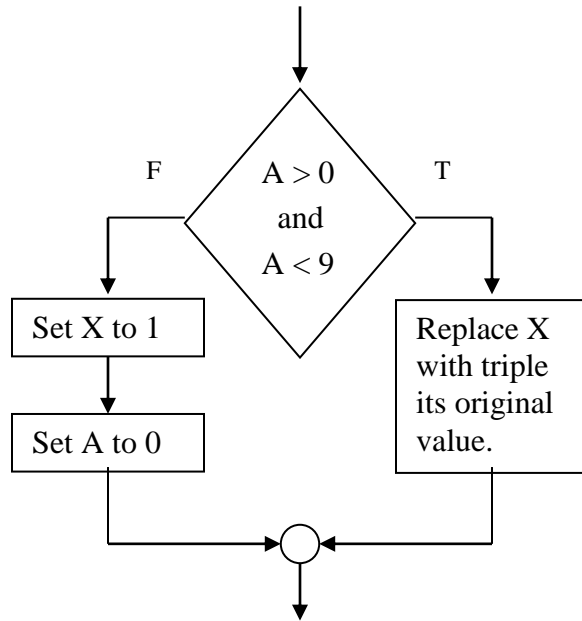 F
T
A > 0
and
A < 9
Set X to 1
Set A to 0
Replace X
with triple
its original
value.